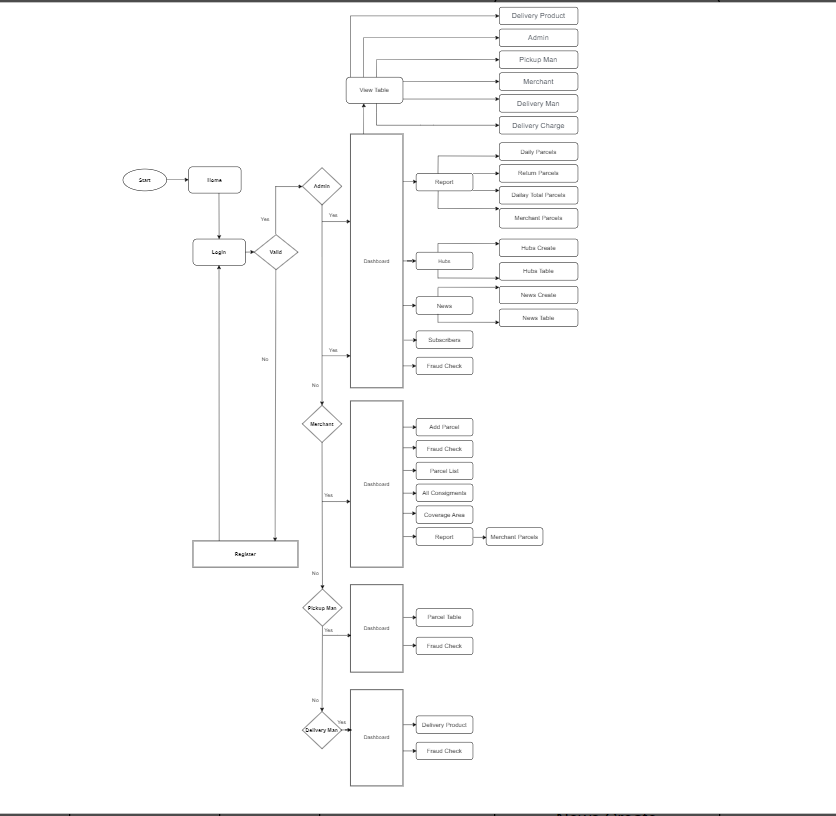 Delivery Product
Admin
Pickup Man
View Table
Merchant
Delivery Man
Delivery Charge
Daily Parcels
Start
Home
Admin
Report
Return Parcels
Dailay Total Parcels
Yes
Yes
Merchant Parcels
Login
Valid
Dashboard
Hubs
Hubs Create
Hubs Table
News
News Create
News Table
Subscribers
Yes
No
Fraud Check
No
Merchant
Add Parcel
Fraud Check
Parcel List
Dashboard
Yes
All Consigments
Coverage Area
Report
Merchant Parcels
Register
No
Pickup Man
Parcel Table
Yes
Dashboard
Fraud Check
No
Delivery Man
Yes
Dashboard
Delivery Product
Fraud Check